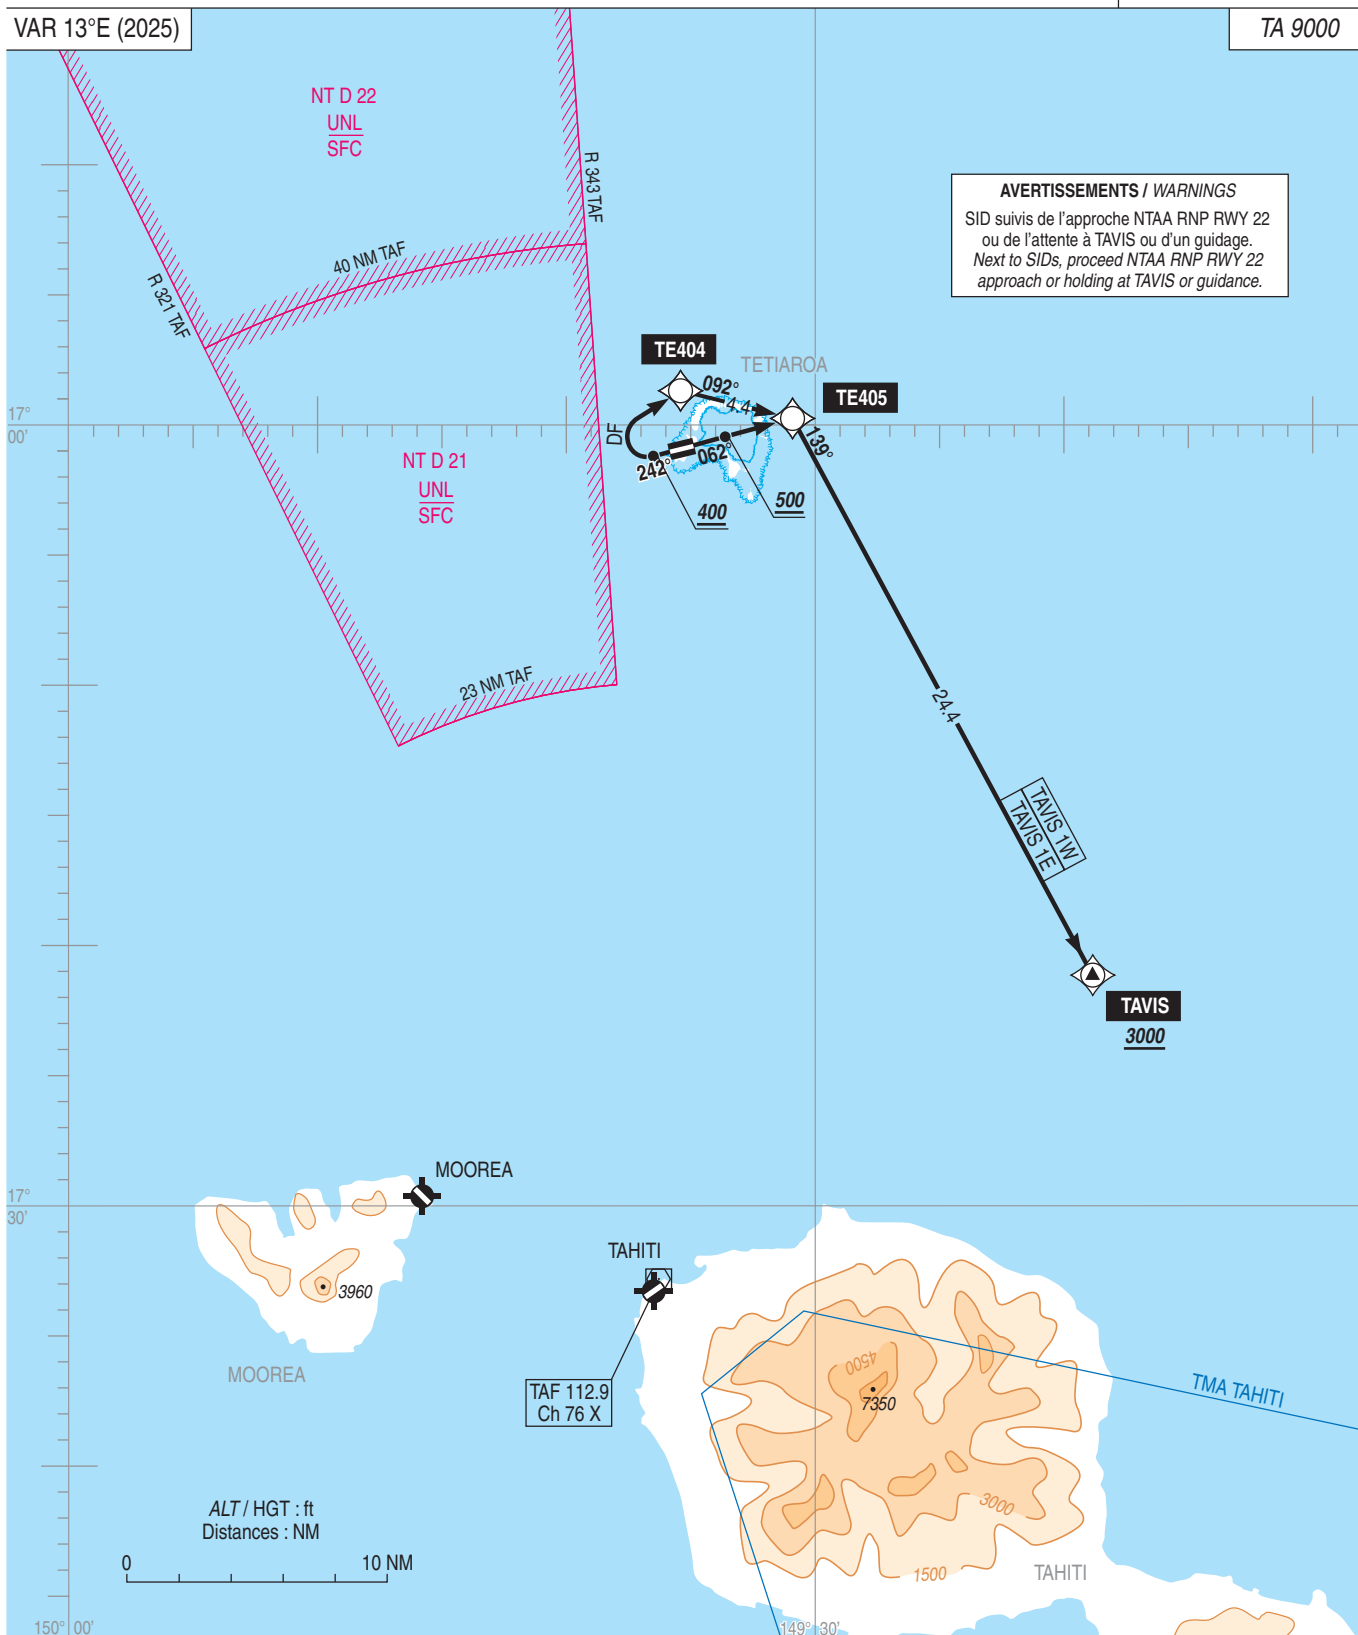 VAR 13°E (2025)
TA 9000
NT D 22
UNL
SFC
R 343 TAF
AVERTISSEMENTS / WARNINGS
SID suivis de l'approche NTAA RNP RWY 22
ou de l'attente à TAVIS ou d'un guidage.
Next to SIDs, proceed NTAA RNP RWY 22
approach or holding at TAVIS or guidance.
40 NM TAF
R 321 TAF
TE404
TETIAROA
092°
4.4
TE405
17°
00'
DF
139°
242°
062°
NT D 21
UNL
SFC
400
500
23 NM TAF
24.4
TAVIS 1W
TAVIS 1E
TAVIS
3000
MOOREA
17°
30'
TAHITI
3960
MOOREA
4500
7350
TAF 112.9
Ch 76 X
TMA TAHITI
3000
ALT / HGT : ft
Distances : NM
0
10 NM
1500
TAHITI
150° 00'
149° 30'